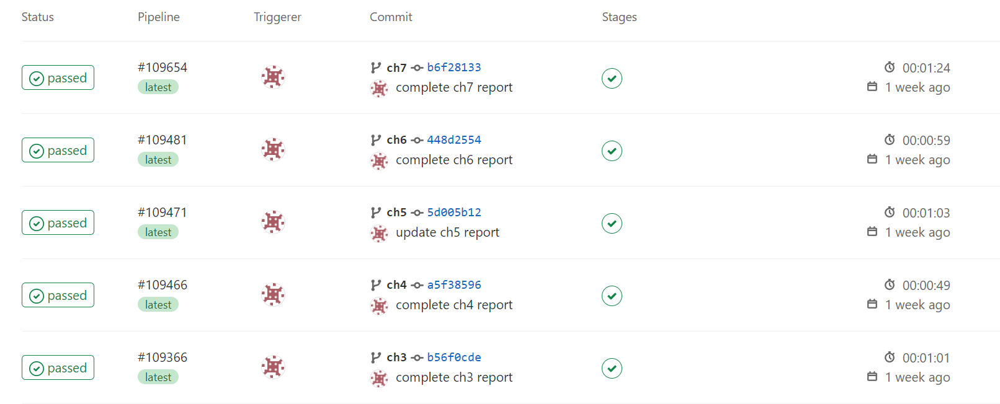 Status Pipeline Triggerer Commit Stages
passed #109654 ch7 b6f28133 00:01:24
latest complete ch7 report 1 week ago
passed #109481 ch6 448d2554 00:00:59
latest complete ch6 report 1 week ago
passed #109471 ch5 5d005b12 00:01:03
latest update ch5 report 1 week ago
passed #109466 ch4 a5f38596 00:00:49
latest complete ch4 report 1 week ago
passed #109366 ch3 b56f0cde 00:01:01
latest complete ch3 report 1 week ago